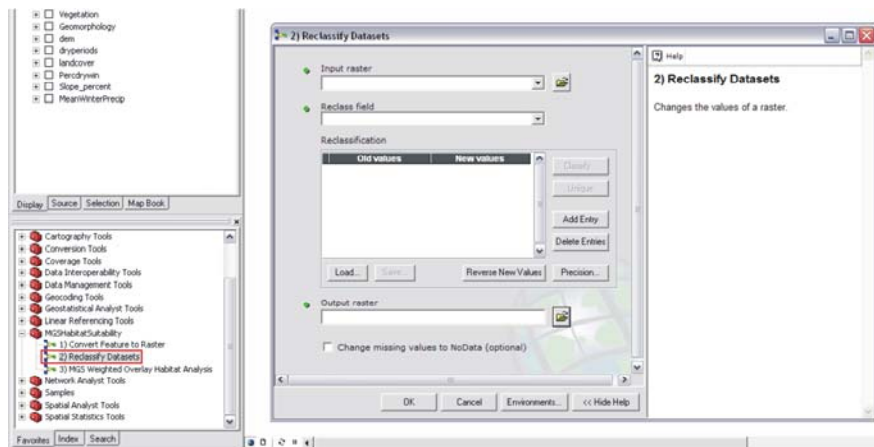 Vegetation
Geomorphology
dem
dryperiods
landcover
Percdrywin
Slope_percent
MeanWinterPrecip
Display Source Selection Map Book
Cartography Tools
Conversion Tools
Coverage Tools
Data Interoperability Tools
Data Management Tools
Geocoding Tools
Geostatistical Analyst Tools
Linear Referencing Tools
MGSHabitatSuitability
1) Convert Feature to Raster
2) Reclassify Datasets
3) MGS Weighted Overlay Habitat Analysis
Network Analyst Tools
Samples
Spatial Analyst Tools
Spatial Statistics Tools
Favorites Index Search
2) Reclassify Datasets
Input raster
Reclass field
Reclassification
Old values New values
Classify
Unique
Add Entry
Delete Entries
Load... Save... Reverse New Values Precision...
Output raster
Change missing values to NoData (optional)
OK Cancel Environments... << Hide Help
Help
2) Reclassify Datasets
Changes the values of a raster.